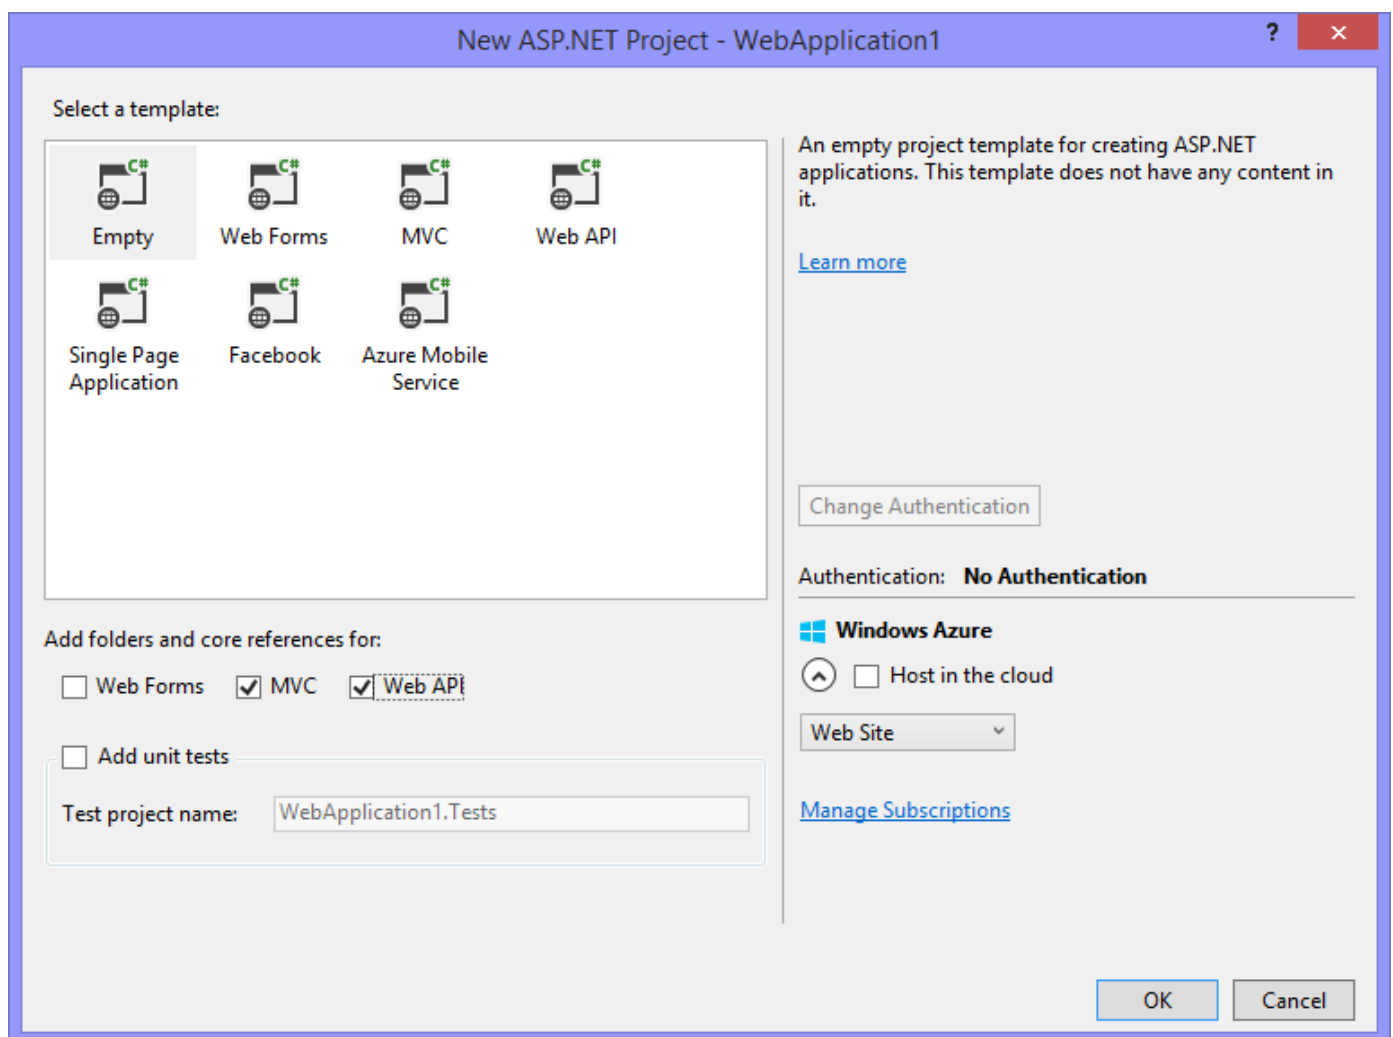 New ASP.NET Project - WebApplication1
?
Select a template:
C# C# C# C#
Empty Web Forms MVC Web API
C# C# C#
Single Page Application
Facebook
Azure Mobile Service
An empty project template for creating ASP.NET
applications. This template does not have any content in
it.
Learn more
Change Authentication
Authentication: No Authentication
Windows Azure
Host in the cloud
Web Site
Manage Subscriptions
Add folders and core references for:
Web Forms MVC Web API
Add unit tests
Test project name: WebApplication1.Tests
OK Cancel